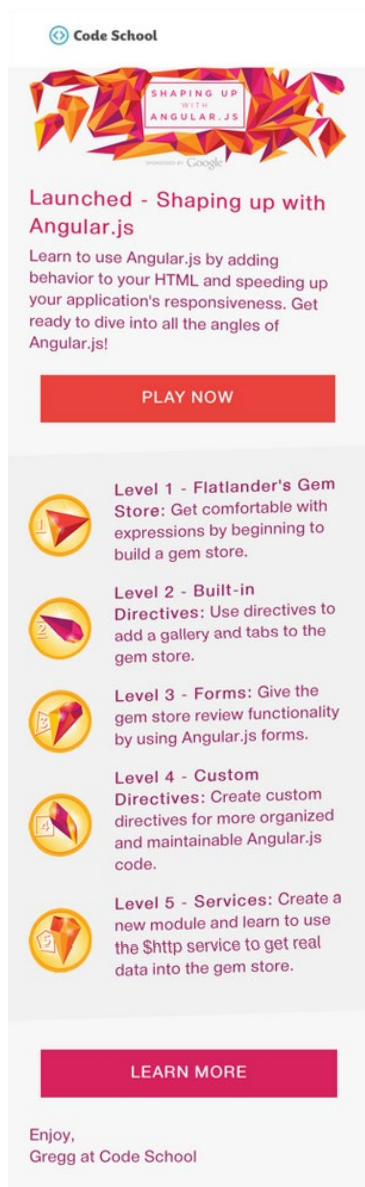 Code School
SHAPING UP
WITH
ANGULAR.JS
SPONSORED BY Google
Launched - Shaping up with
Angular.js
Learn to use Angular.js by adding
behavior to your HTML and speeding up
your application's responsiveness. Get
ready to dive into all the angles of
Angular.js!
PLAY NOW
1
Level 1 - Flatlander's Gem
Store: Get comfortable with
expressions by beginning to
build a gem store.
2
Level 2 - Built-in
Directives: Use directives to
add a gallery and tabs to the
gem store.
3
Level 3 - Forms: Give the
gem store review functionality
by using Angular.js forms.
4
Level 4 - Custom
Directives: Create custom
directives for more organized
and maintainable Angular.js
code.
5
Level 5 - Services: Create a
new module and learn to use
the $http service to get real
data into the gem store.
LEARN MORE
Enjoy,
Gregg at Code School